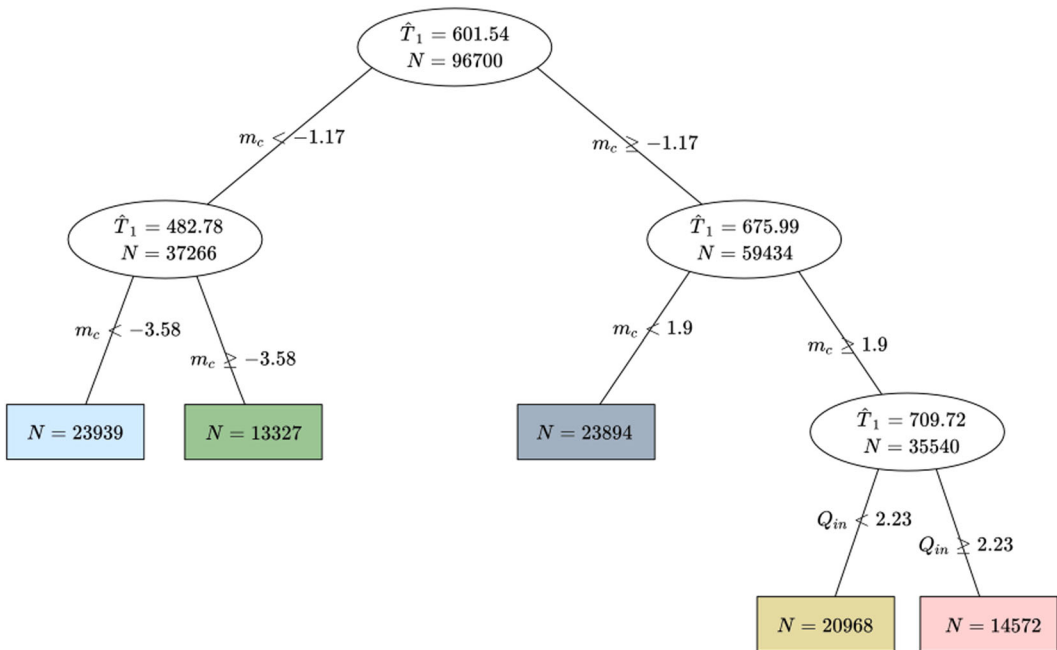 T̂₁ = 601.54
N = 96700
m_c < −1.17
m_c ≥ −1.17
T̂₁ = 482.78
N = 37266
T̂₁ = 675.99
N = 59434
m_c < −3.58
m_c ≥ −3.58
m_c < 1.9
m_c ≥ 1.9
N = 23939
N = 13327
N = 23894
T̂₁ = 709.72
N = 35540
Q_in < 2.23
Q_in ≥ 2.23
N = 20968
N = 14572